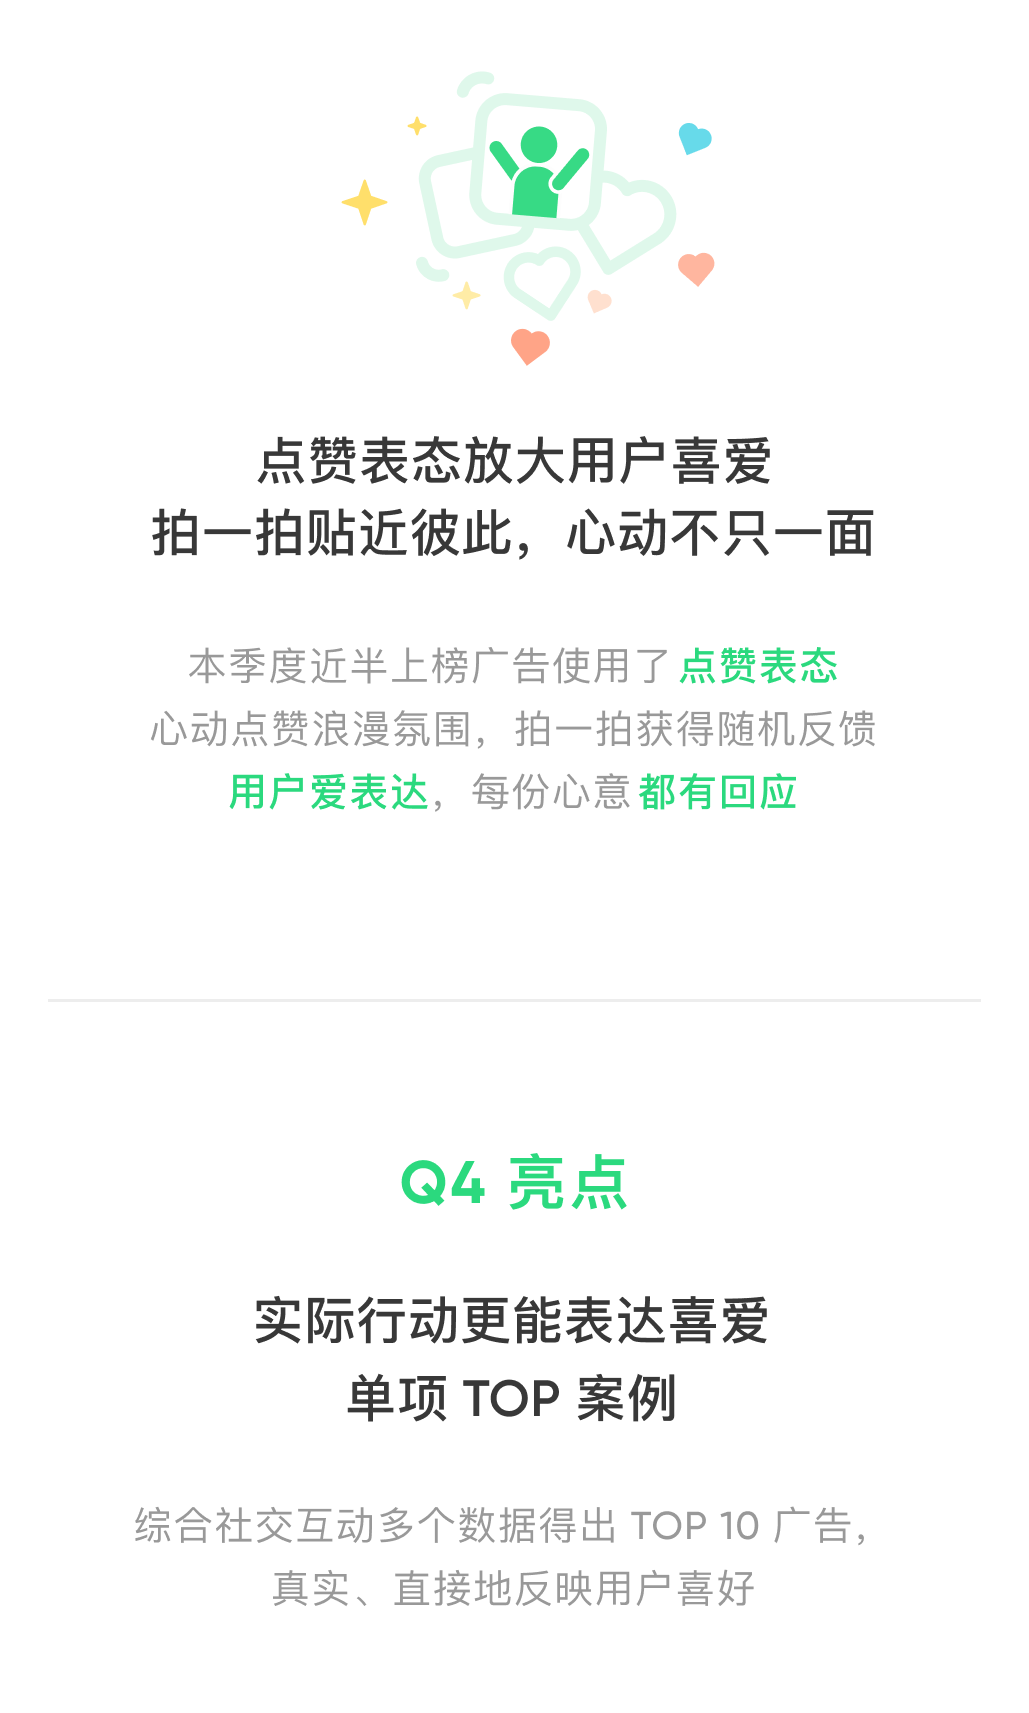 点赞表态放大用户喜爱
拍一拍贴近彼此，心动不只一面
本季度近半上榜广告使用了点赞表态
心动点赞浪漫氛围，拍一拍获得随机反馈
用户爱表达，每份心意都有回应
Q4 亮点
实际行动更能表达喜爱
单项 TOP 案例
综合社交互动多个数据得出 TOP 10 广告，
真实、直接地反映用户喜好